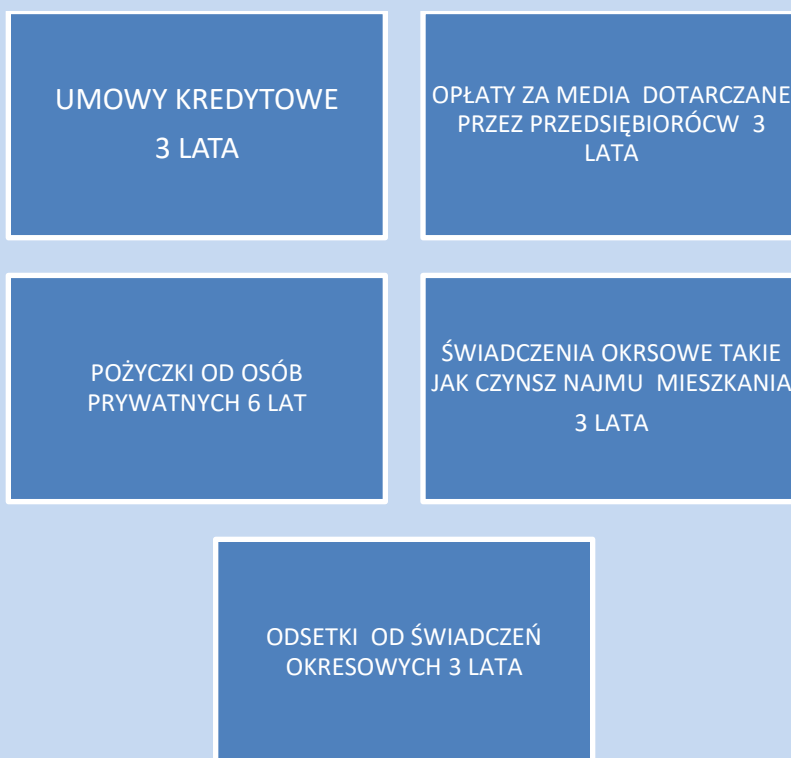 UMOWY KREDYTOWE
3 LATA
OPŁATY ZA MEDIA DOTARCZANE
PRZEZ PRZEDSIĘBIORÓCW 3
LATA
POŻYCZKI OD OSÓB
PRYWATNYCH 6 LAT
ŚWIADCZENIA OKRSOWE TAKIE
JAK CZYNSZ NAJMU MIESZKANIA
3 LATA
ODSETKI OD ŚWIADCZEŃ
OKRESOWYCH 3 LATA